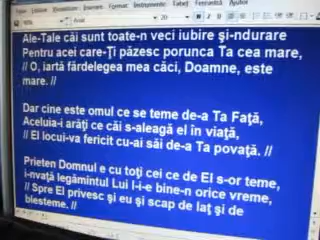 Ale-Tale căi sunt toate-n veci iubire şi-ndurare
Pentru acei care-Ţi păzesc porunca Ta cea mare,
// O, iartă fărdelegea mea căci, Doamne, este
mare. //
Dar cine este omul ce se teme de-a Ta Faţă,
Aceluia-i arăţi ce căi s-aleagă el în viaţă,
// El locui-va fericit cu-ai săi de-a Ta povaţă. //
Prieten Domnul e cu toţi cei ce de El s-or teme,
i-nvaţă legământul Lui l-i-e bine-n orice vreme,
// Spre El privesc şi eu şi scap de laţ şi de
blesteme. //